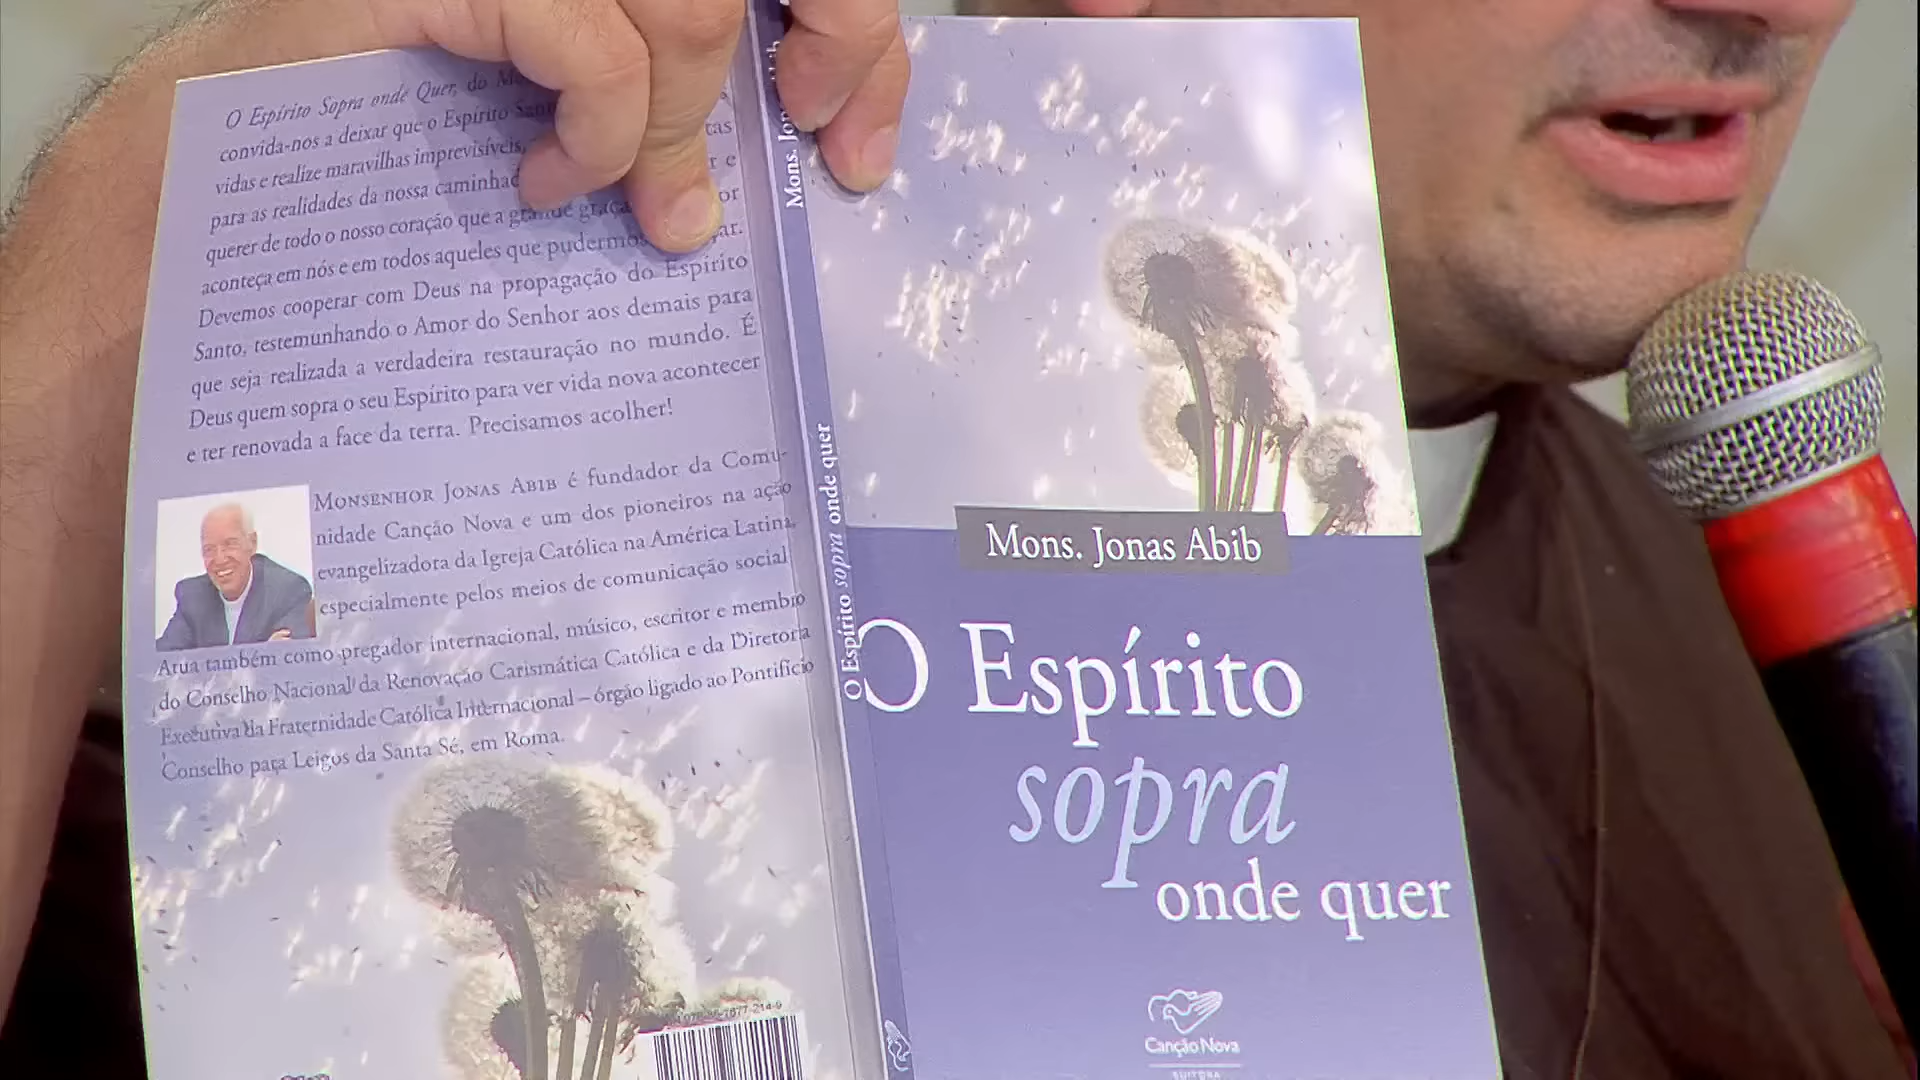 O Espírito Sopra onde Quer, do
convida-nos a deixar que o Espírito
vidas e realize maravilhas imprevisíveis,
para as realidades da nossa
querer de todo o nosso coração que a grande
aconteça em nós e em todos aqueles que pudermos
Devemos cooperar com Deus na propagação do Espírito
Santo, testemunhando o Amor do Senhor aos demais para
que seja realizada a verdadeira restauração no mundo. É
Deus quem sopra o seu Espírito para ver vida nova acontecer
e ter renovada a face da terra. Precisamos acolher!
MONSENHOR JONAS ABIB é fundador da Comu-
nidade Canção Nova e um dos pioneiros na ação
evangelizadora da Igreja Católica na América Latina,
especialmente pelos meios de comunicação social
Atua também como pregador internacional, músico, escritor e membro
do Conselho Nacional da Renovação Carismática Católica e da Diretoria
Executiva da Fraternidade Católica Internacional – órgão ligado ao Pontifício
Conselho para Leigos da Santa Sé, em Roma.
Mons.
O Espírito sopra onde quer
Mons. Jonas Abib
O Espírito
sopra
onde quer
Canção Nova
EDITORA